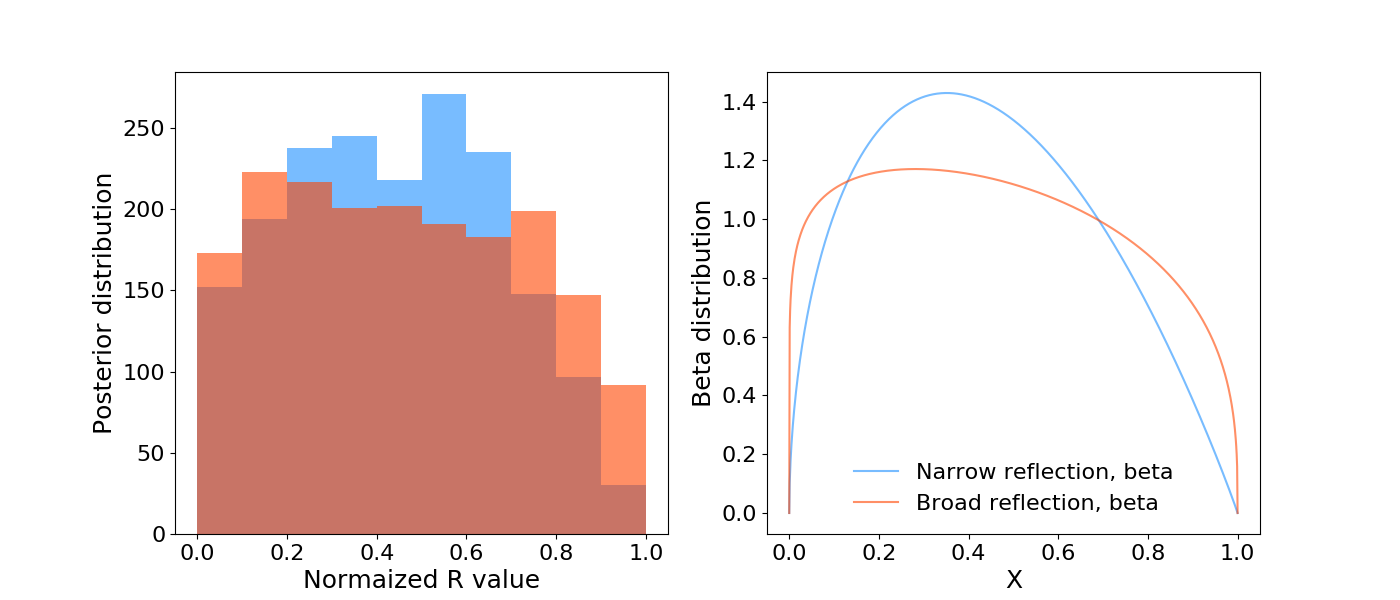 Posterior distribution
250
200
150
100
50
0
0.0 0.2 0.4 0.6 0.8 1.0
Normaized R value
Beta distribution
1.4
1.2
1.0
0.8
0.6
0.4
0.2
0.0
Narrow reflection, beta
Broad reflection, beta
0.0 0.2 0.4 0.6 0.8 1.0
X